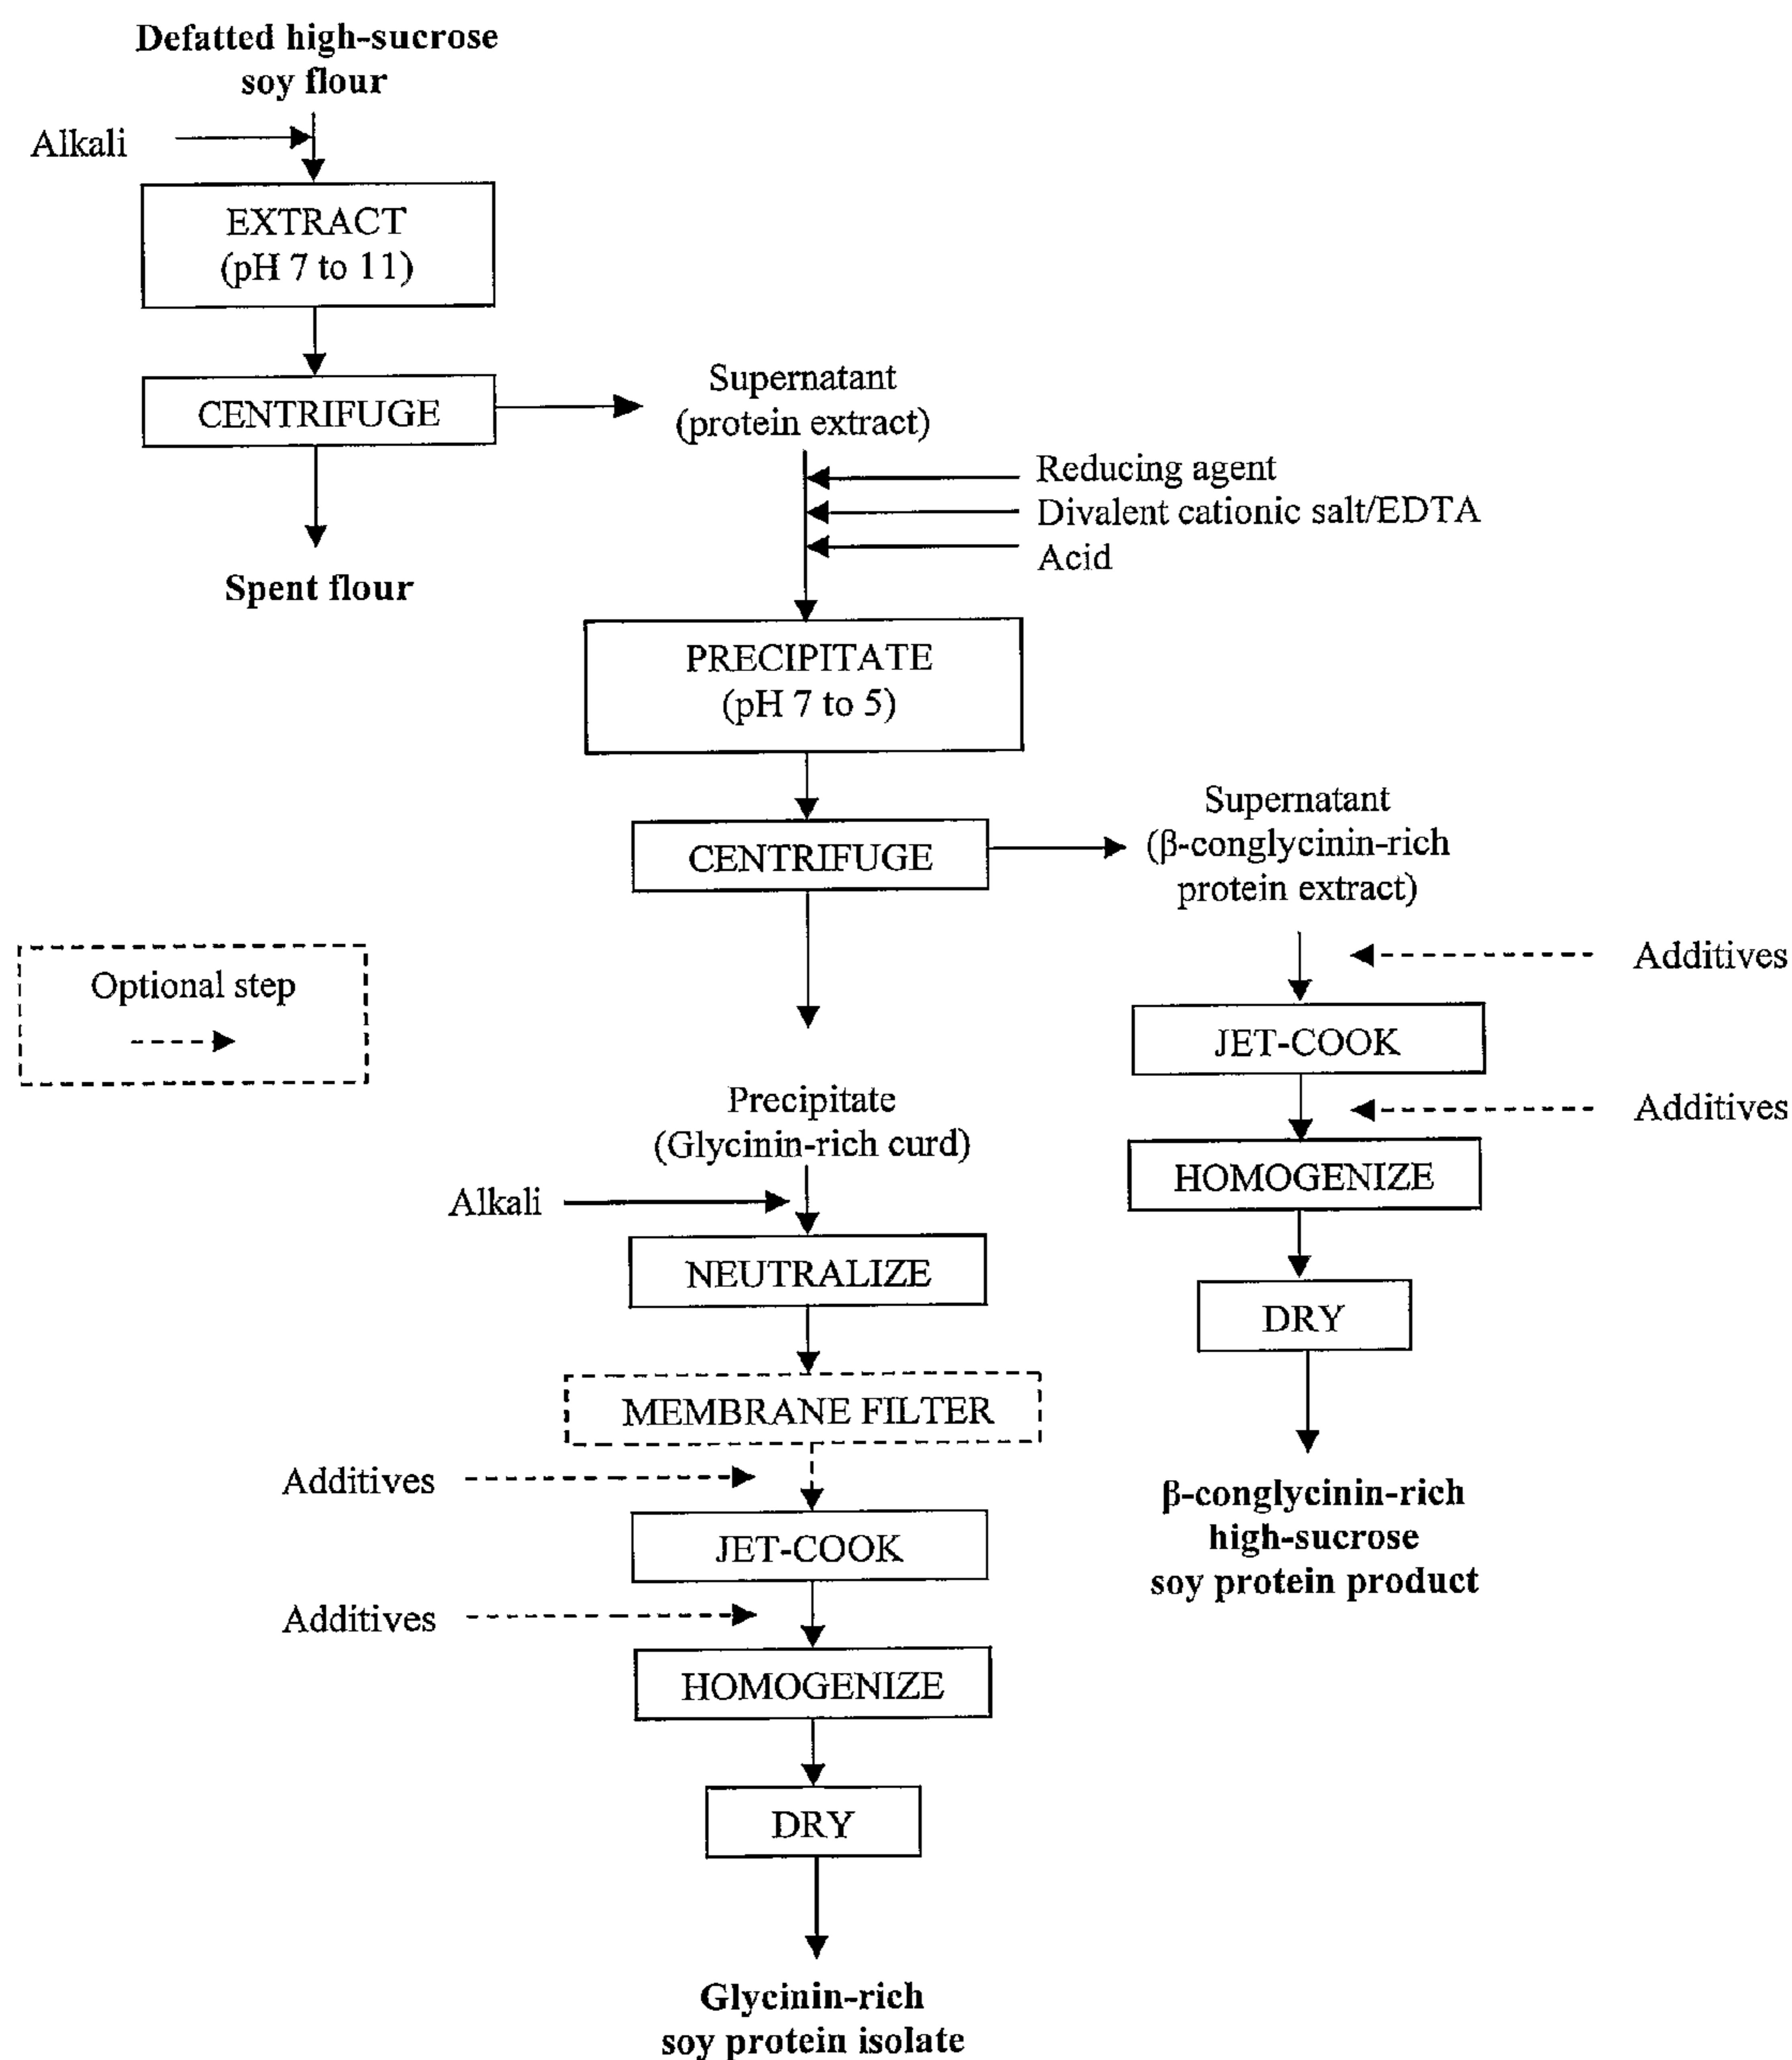 Defatted high-sucrose
soy flour
Alkali
EXTRACT
(pH 7 to 11)
CENTRIFUGE
Supernatant
(protein extract)
Reducing agent
Divalent cationic salt/EDTA
Acid
Spent flour
PRECIPITATE
(pH 7 to 5)
CENTRIFUGE
Supernatant
(β-conglycinin-rich
protein extract)
Optional step
Additives
JET-COOK
Additives
HOMOGENIZE
DRY
β-conglycinin-rich
high-sucrose
soy protein product
Precipitate
(Glycinin-rich curd)
Alkali
NEUTRALIZE
MEMBRANE FILTER
Additives
JET-COOK
Additives
HOMOGENIZE
DRY
Glycinin-rich
soy protein isolate